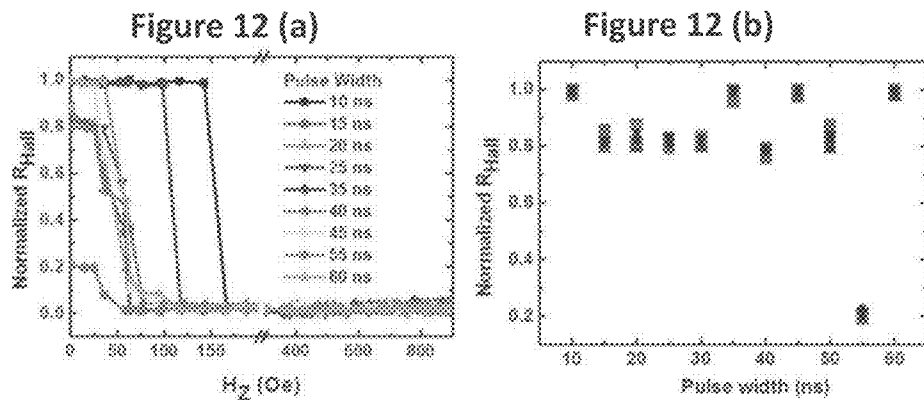 Figure 12 (a)
Figure 12 (b)
Normalized R_Hall
1.0
0.8
0.6
0.4
0.2
0.0
Pulse Width
10 ns
15 ns
20 ns
25 ns
35 ns
40 ns
45 ns
55 ns
60 ns
0
50
100
150
400
600
800
H_z (Oe)
Normalized R_Hall
1.0
0.8
0.6
0.4
0.2
10
20
30
40
50
60
Pulse width (ns)